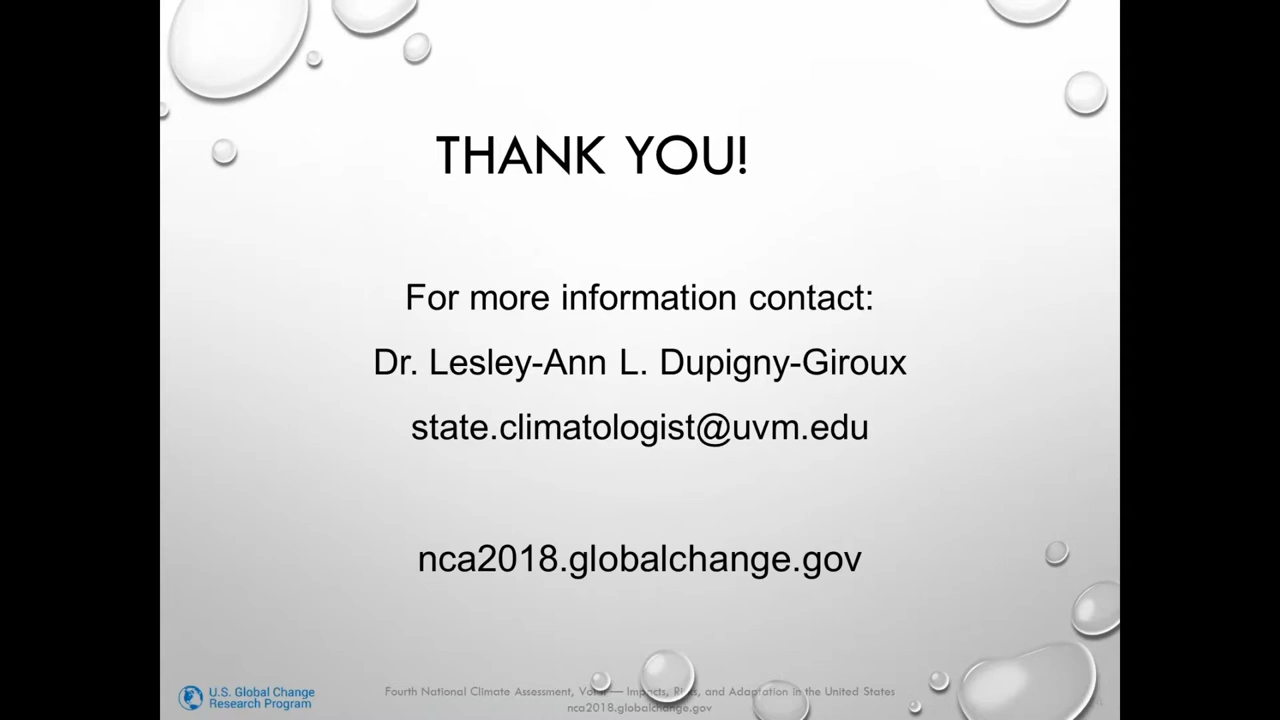 THANK YOU!
For more information contact:
Dr. Lesley-Ann L. Dupigny-Giroux
state.climatologist@uvm.edu
nca2018.globalchange.gov
U.S. Global Change
Research Program
Fourth National Climate Assessment, — Impacts, and Adaptation in the United States
nca2018.globalchange.gov